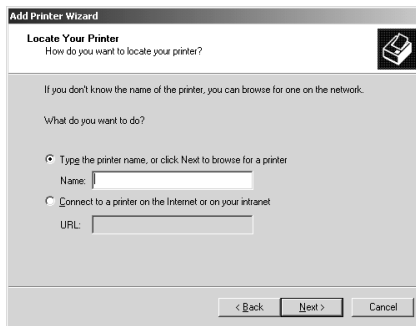 Add Printer Wizard
Locate Your Printer
How do you want to locate your printer?
If you don't know the name of the printer, you can browse for one on the network.
What do you want to do?
Type the printer name, or click Next to browse for a printer
Name:
Connect to a printer on the Internet or on your intranet
URL:
< Back Next > Cancel